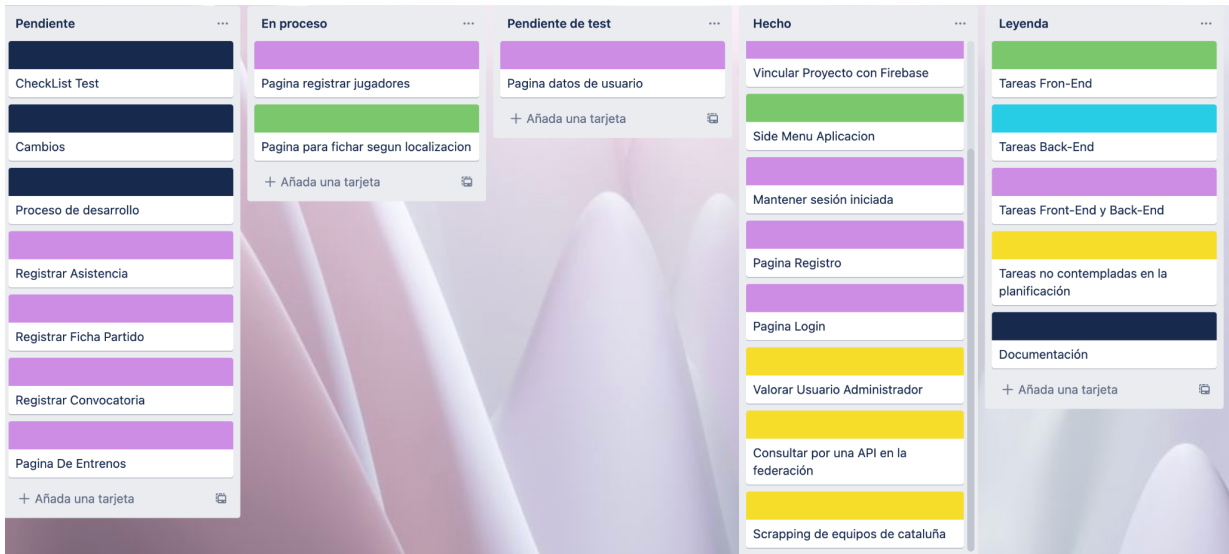 Pendiente
CheckList Test
Cambios
Proceso de desarrollo
Registrar Asistencia
Registrar Ficha Partido
Registrar Convocatoria
Pagina De Entrenos
+ Añada una tarjeta
En proceso
Pagina registrar jugadores
Pagina para fichar segun localizacion
+ Añada una tarjeta
Pendiente de test
Pagina datos de usuario
+ Añada una tarjeta
Hecho
Vincular Proyecto con Firebase
Side Menu Aplicacion
Mantener sesión iniciada
Pagina Registro
Pagina Login
Valorar Usuario Administrador
Consultar por una API en la
federación
Scrapping de equipos de cataluña
Leyenda
Tareas Fron-End
Tareas Back-End
Tareas Front-End y Back-End
Tareas no contempladas en la
planificación
Documentación
+ Añada una tarjeta